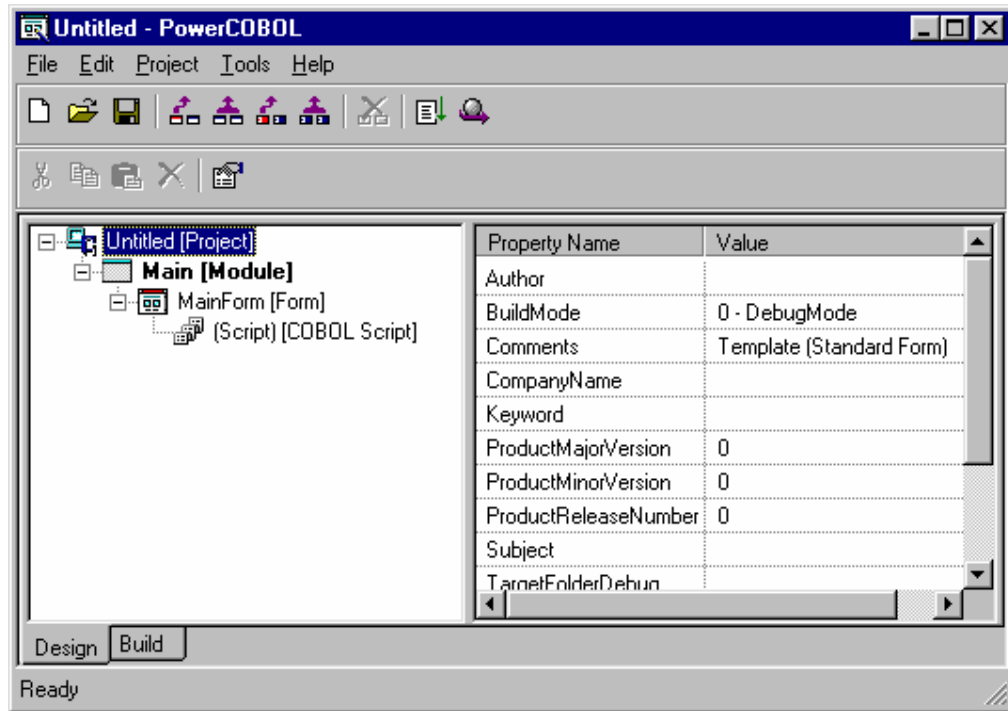 Untitled - PowerCOBOL
File Edit Project Tools Help
Untitled [Project]
Main [Module]
MainForm [Form]
(Script) [COBOL Script]
Property Name Value
Author
BuildMode 0 - DebugMode
Comments Template (Standard Form)
CompanyName
Keyword
ProductMajorVersion 0
ProductMinorVersion 0
ProductReleaseNumber 0
Subject
TargetFolderDebug
Design Build
Ready